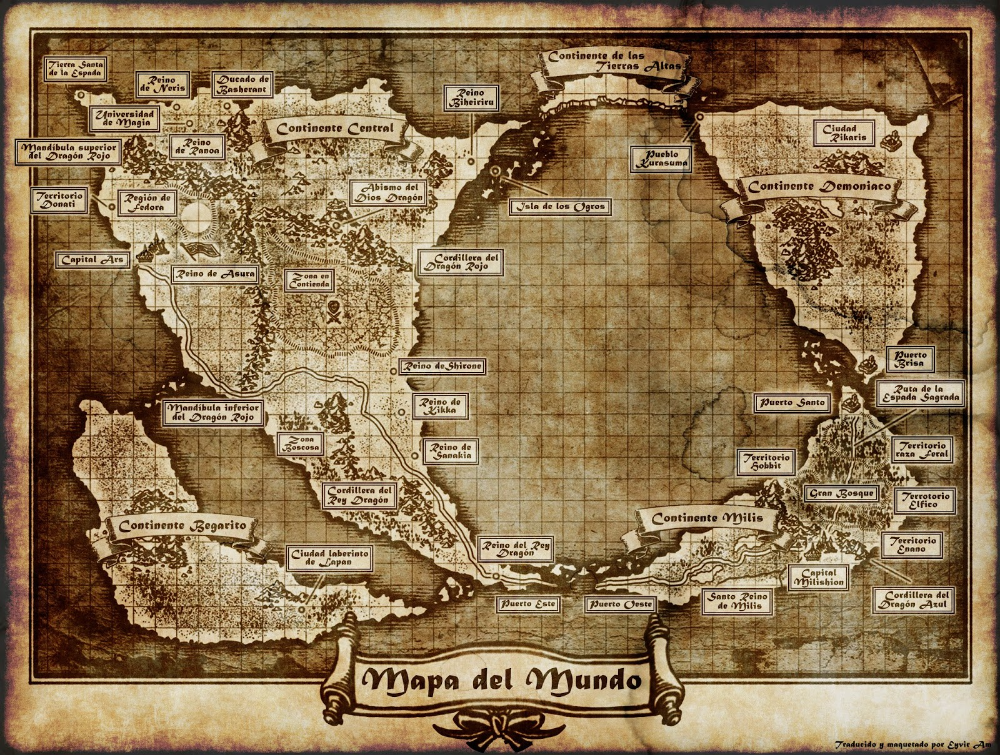 Continente de las
Tierras Altas
Tierra Santa
de la Espada
Reino
de Neris
Ducado de
Basherant
Reino
Biheiriru
Universidad
de Magia
Continente Central
Ciudad
Rikaris
Mandíbula superior
del Dragón Rojo
Reino
de Ranoa
Pueblo
Kurasuma
Continente Demoniaco
Territorio
Donati
Región de
Fedora
Abismo del
Dios Dragón
Isla de los Ogros
Capital Ars
Reino de Asura
Zona en
Contienda
Cordillera del
Dragón Rojo
Reino de Shirone
Puerto
Brisa
Mandíbula inferior
del Dragón Rojo
Reino de
Kikka
Puerto Santo
Ruta de la
Espada Sagrada
Zona
Boscosa
Reino de
Sanakia
Territorio
Hobbit
Territorio
raza Feral
Cordillera del
Rey Dragón
Gran Bosque
Terrotorio
Elfico
Continente Begarito
Continente Milis
Reino del Rey
Dragón
Territorio
Enano
Ciudad laberinto
de Lapan
Capital
Milishion
Puerto Este
Puerto Oeste
Santo Reino
de Milis
Cordillera del
Dragón Azul
Mapa del Mundo
Traducido y maquetado por Eyvir Am